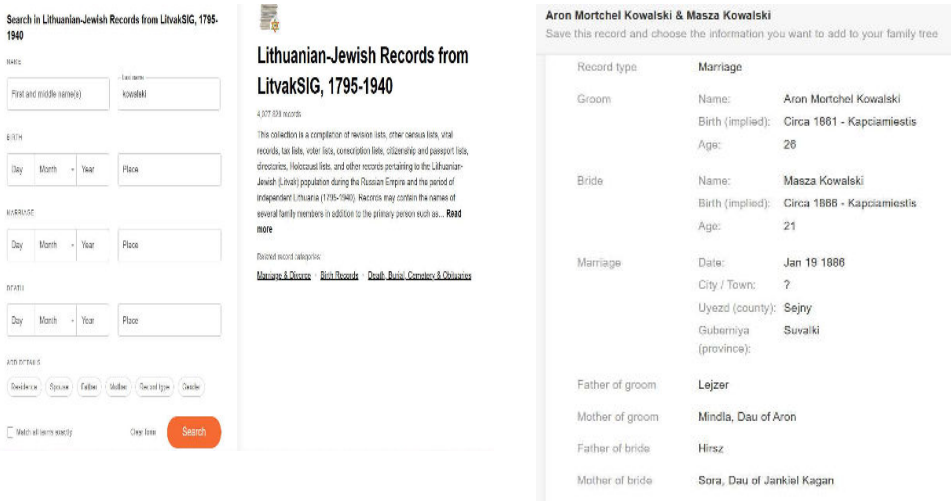 Search in Lithuanian-Jewish Records from LitvakSIG, 1795-
1940
NAME
First and middle name(s)
Last name
kowalski
BIRTH
Day
Month
Year
Place
MARRIAGE
Day
Month
Year
Place
DEATH
Day
Month
Year
Place
ADD DETAILS
Residence
Spouse
Father
Mother
Record type
Gender
Match all terms exactly
Clear form
Search
Lithuanian-Jewish Records from
LitvakSIG, 1795-1940
records
This collection is a compilation of revision lists, other census lists, vital
records, tax lists, voter lists, conscription lists, citizenship and passport lists,
directories, Holocaust lists, and other records pertaining to the Lithuanian-
Jewish (Litvak) population during the Russian Empire and the period of
independent Lithuania (1795-1940). Records may contain the names of
several family members in addition to the primary person such as... Read
more
Related record categories:
Marriage & Divorce
Birth Records
Death, Burial, Cemetery & Obituaries
Aron Mortchel Kowalski & Masza Kowalski
Save this record and choose the information you want to add to your family tree
Record type Marriage
Groom Name: Aron Mortchel Kowalski
Birth (implied): Circa 1861 - Kapciamiestis
Age: 26
Bride Name: Masza Kowalski
Birth (implied): Circa 1866 - Kapciamiestis
Age: 21
Marriage Date: Jan 19 1886
City / Town: ?
Uyezd (county): Sejny
Guberniya Suvalki
(province):
Father of groom Lejzer
Mother of groom Mindla, Dau of Aron
Father of bride Hirsz
Mother of bride Sora, Dau of Jankiel Kagan